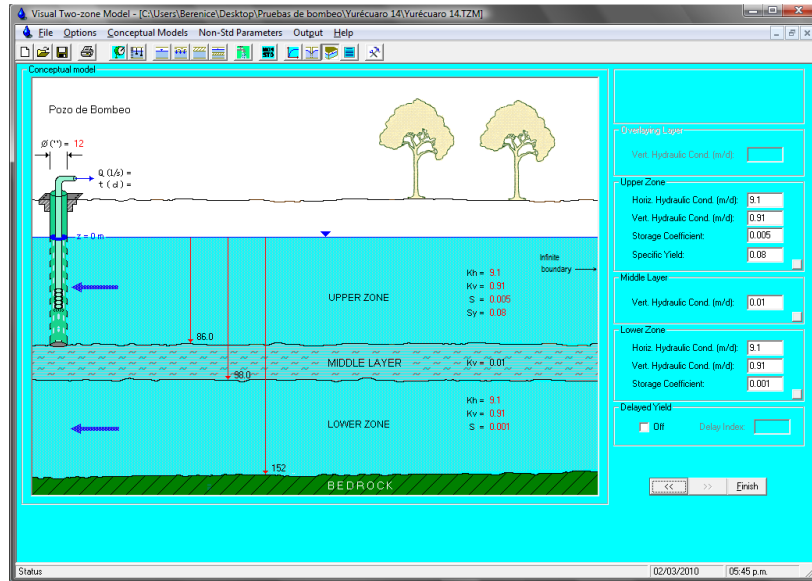 Visual Two-zone Model - [C:\Users\Berenice\Desktop\Pruebas de bombeo\Yurécuaro 14\Yurécuaro 14.TZM]
File Options Conceptual Models Non-Std Parameters Output Help
Conceptual model
Pozo de Bombeo
Ø (") = 12
Q (l/s) =
t ( d ) =
z = 0 m
Infinite
boundary
UPPER ZONE
Kh = 9.1
Kv = 0.91
S = 0.005
Sy = 0.08
86.0
MIDDLE LAYER
Kv = 0.01
98.0
LOWER ZONE
Kh = 9.1
Kv = 0.91
S = 0.001
152
BEDROCK
Overlaying Layer
Vert. Hydraulic Cond. (m/d):
Upper Zone
Horiz. Hydraulic Cond. (m/d): 9.1
Vert. Hydraulic Cond. (m/d): 0.91
Storage Coefficient: 0.005
Specific Yield: 0.08
Middle Layer
Vert. Hydraulic Cond. (m/d): 0.01
Lower Zone
Horiz. Hydraulic Cond. (m/d): 9.1
Vert. Hydraulic Cond. (m/d): 0.91
Storage Coefficient: 0.001
Delayed Yield
Off Delay Index:
<< >> Finish
Status 02/03/2010 05:45 p.m.